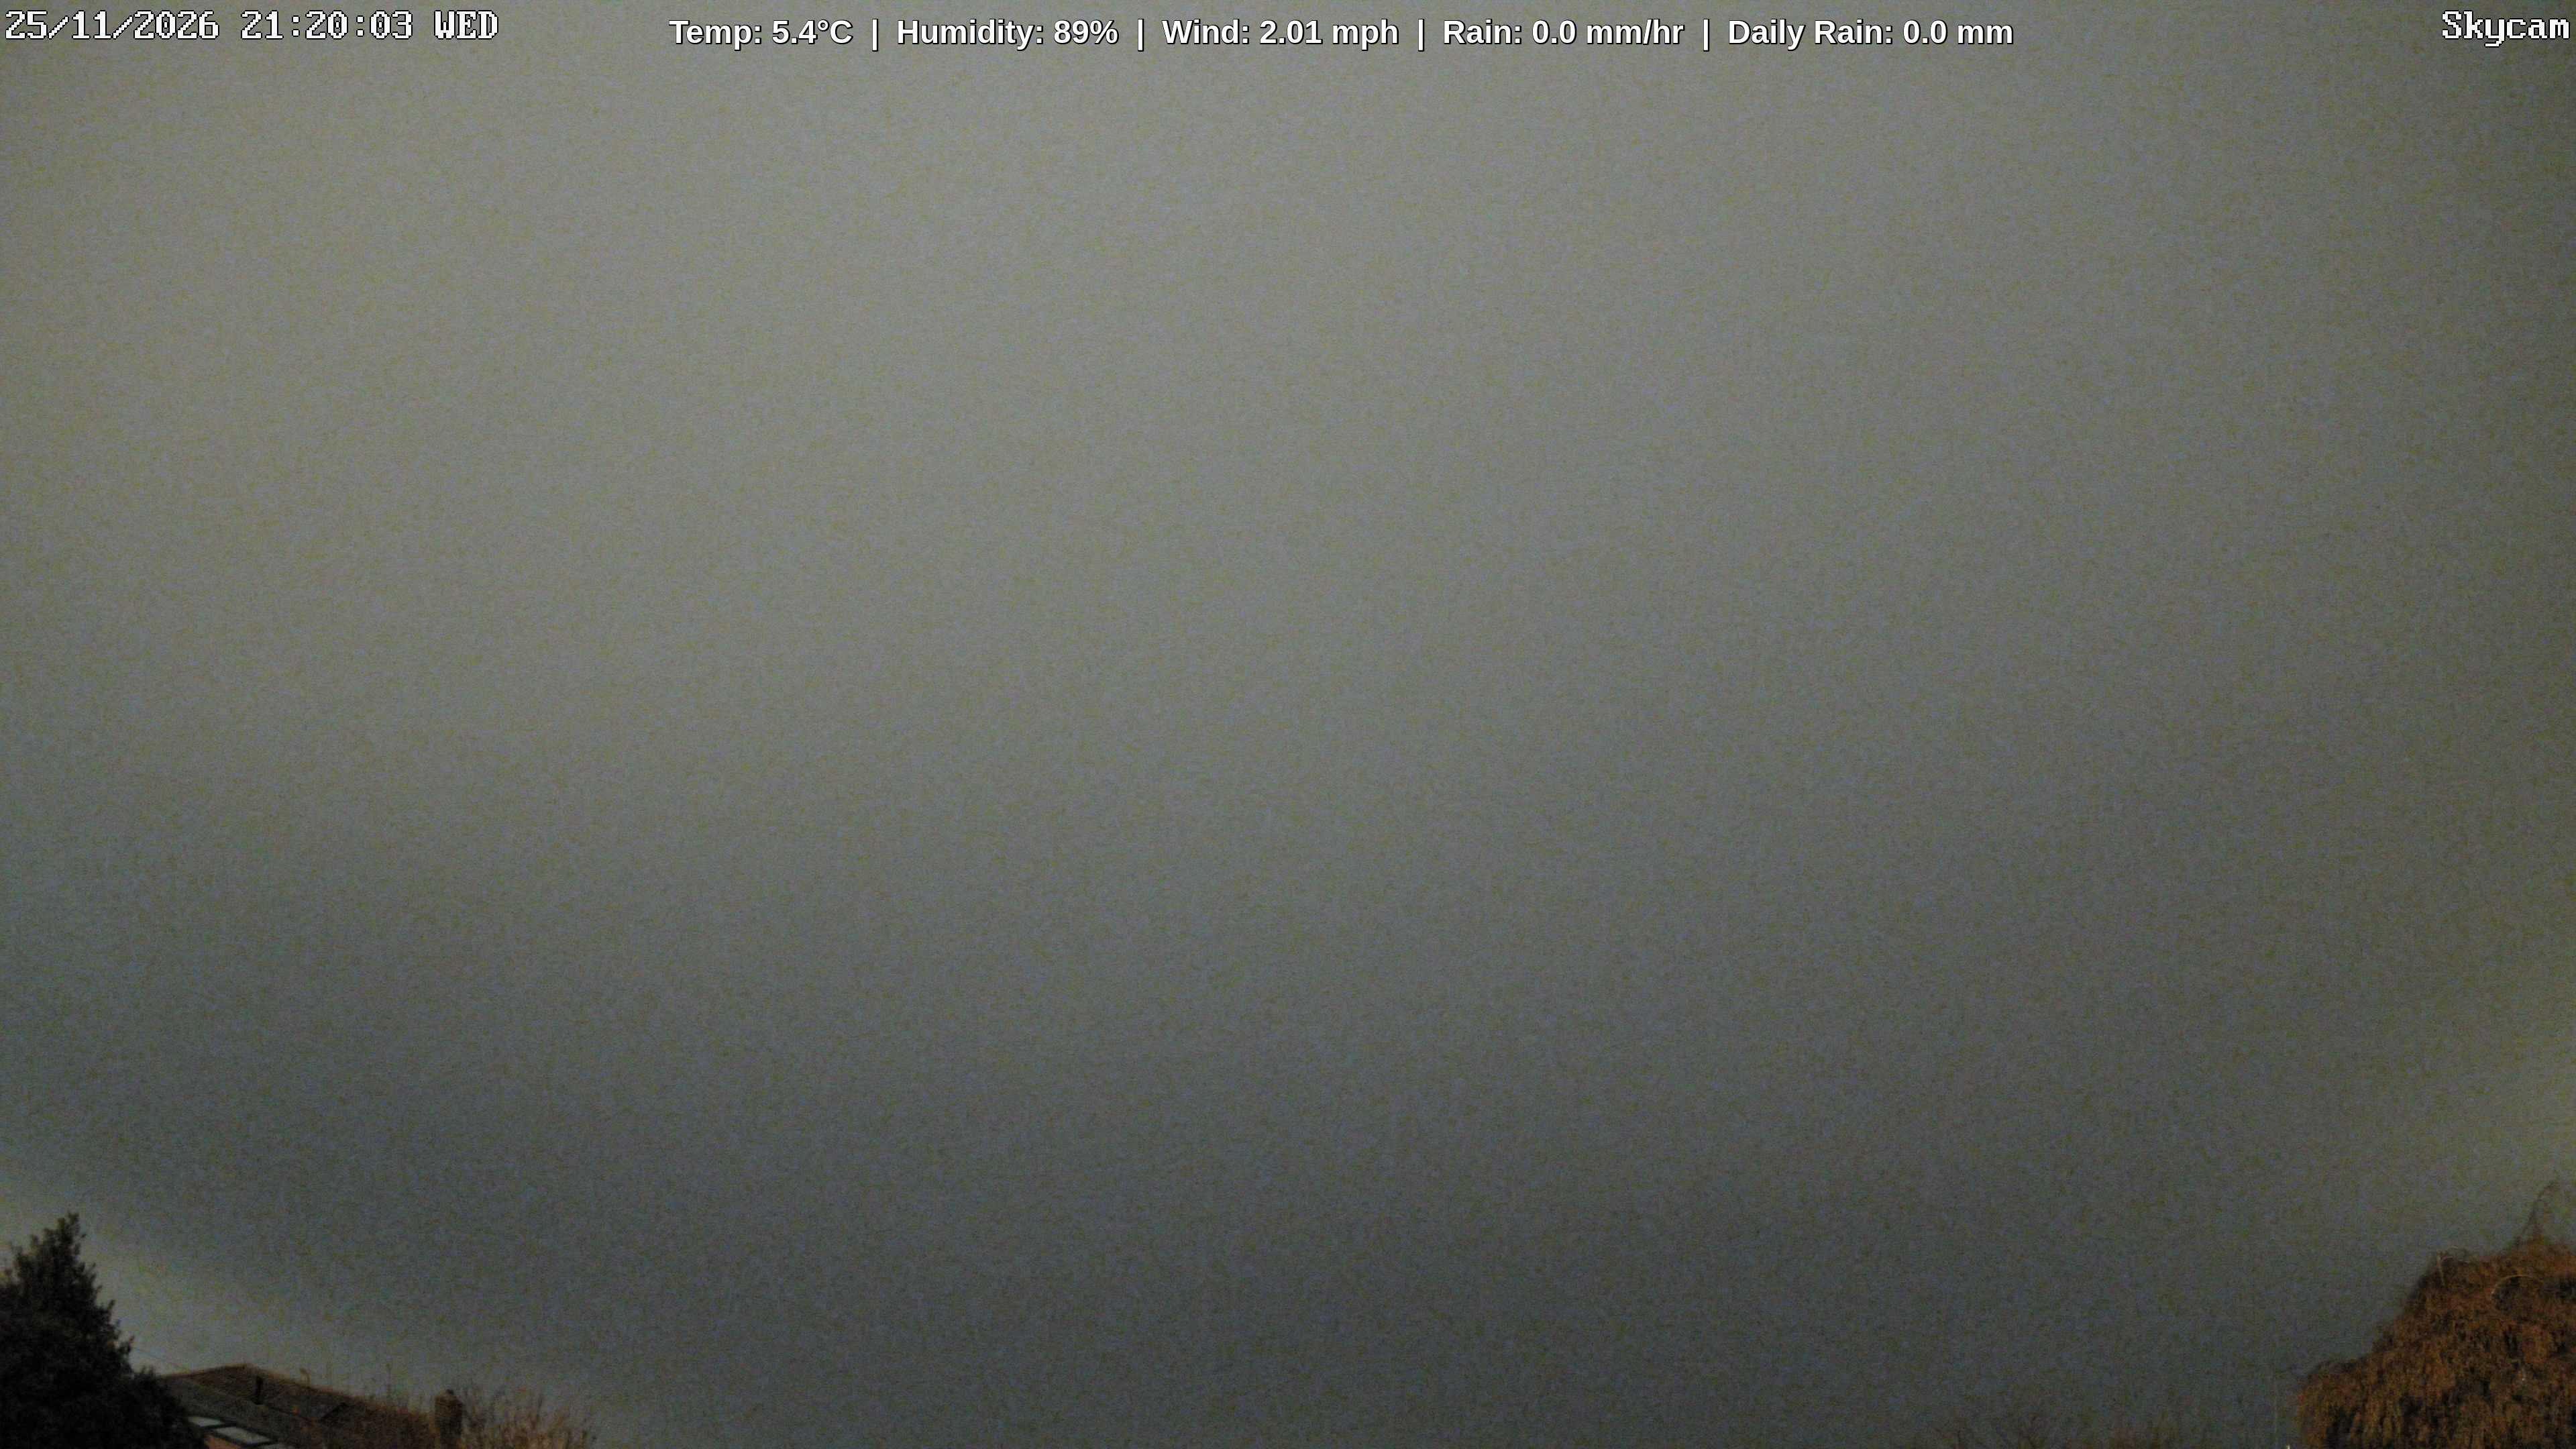 25/11/2026 21:20:03 WED
Temp: 5.4°C | Humidity: 89% | Wind: 2.01 mph | Rain: 0.0 mm/hr | Daily Rain: 0.0 mm
Skycam